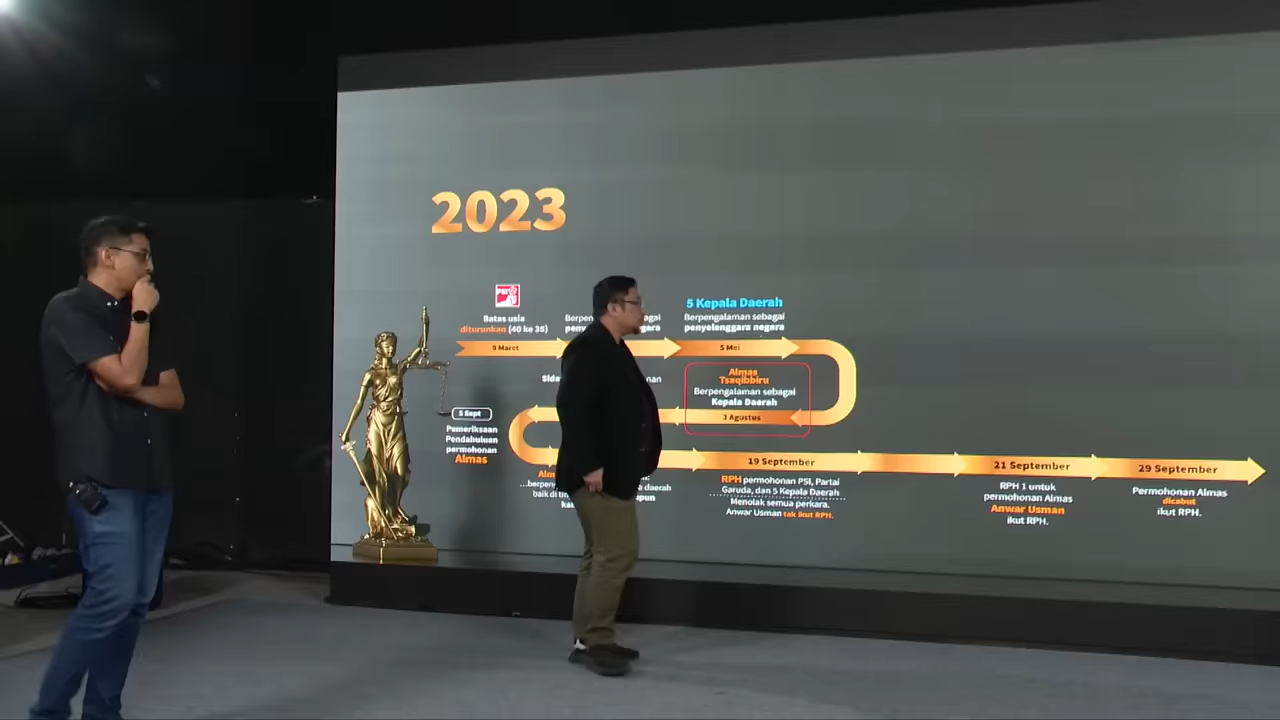 2023
PSI
Batas usia
diturunkan (40 ke 35)
9 Maret
5 Kepala Daerah
Berpengalaman sebagai
penyelenggara negara
5 Mei
Almas
Tsaqibbiru
Berpengalaman sebagai
Kepala Daerah
3 Agustus
5 Sept
Pemeriksaan
Pendahuluan
permohonan
Almas
19 September
RPH permohonan PSI, Partai
Garuda, dan 5 Kepala Daerah
Menolak semua perkara.
Anwar Usman tak ikut RPH.
21 September
RPH 1 untuk
permohonan Almas
Anwar Usman
ikut RPH.
29 September
Permohonan Almas
dicabut
ikut RPH.